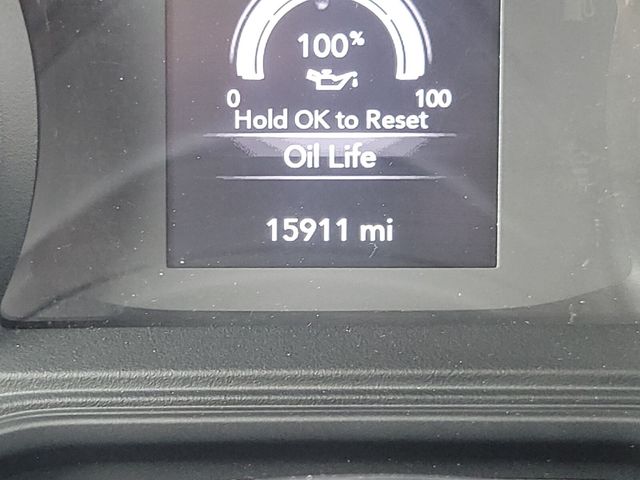 100%
0 100
Hold OK to Reset
Oil Life
15911 mi